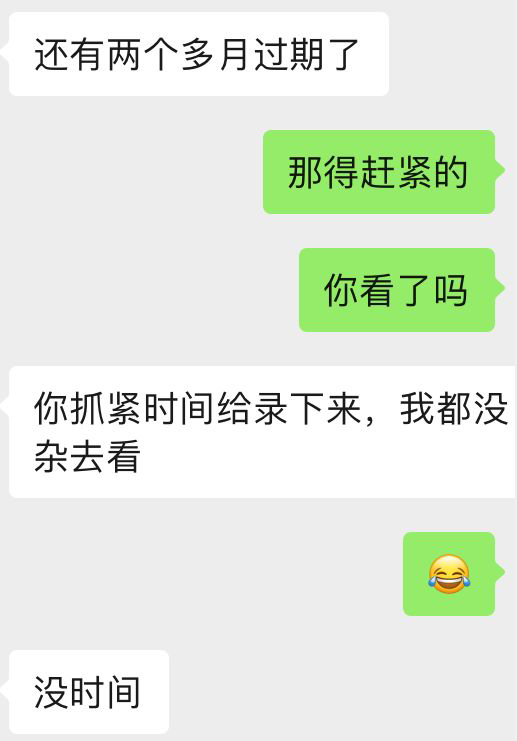 还有两个多月过期了
那得赶紧的
你看了吗
你抓紧时间给录下来，我都没
杂去看
😂
没时间